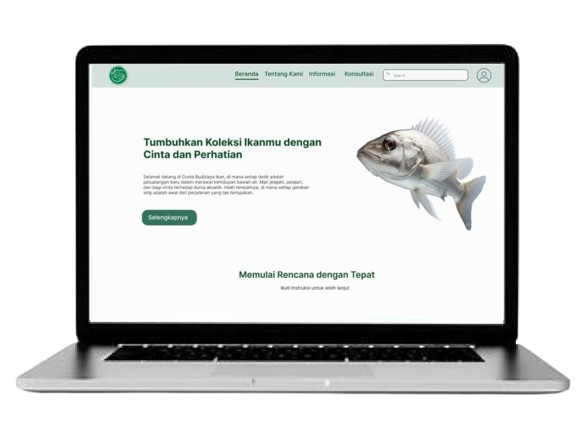 Beranda Tentang Kami Informasi Konsultasi Search
Tumbuhkan Koleksi Ikanmu dengan
Cinta dan Perhatian
Selamat datang di Dunia Budidaya Ikan, di mana setiap detik adalah
petualangan baru dalam merawat kehidupan bawah air. Mari jelajahi, pelajari,
dan bagi cinta terhadap dunia akuatik. Inilah tempatnya, di mana setiap gerakan
sirip adalah awal dari perjalanan yang tak terlupakan.
Selengkapnya
Memulai Rencana dengan Tepat
Ikuti instruksi untuk lebih lanjut